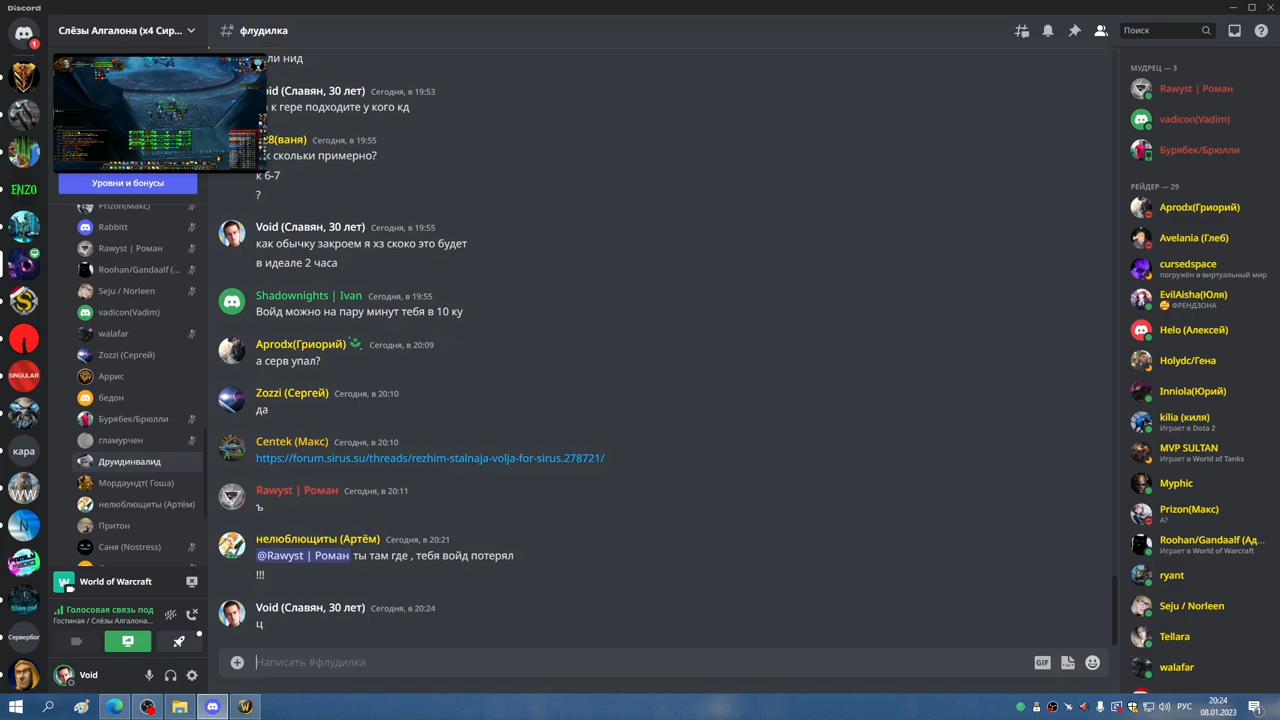 Discord
Слёзы Алгалона (x4 Сир...
флудилка
Поиск
1
ENZO
SINGULAR
кара
WW
N
Сервербог
Уровни и бонусы
Prizon(Макс)
Rabbitt
Rawyst | Роман
Roohan/Gandaalf (...
Seju / Norleen
vadicon(Vadim)
walafar
Zozzi (Сергей)
Аррис
бедон
Бурябек/Брюлли
гламурчен
Друидинвалид
Мордаундт( Гоша)
нелюблющиты (Артём)
Притон
Саня (Nostress)
World of Warcraft
Голосовая связь под
Гостиная / Слёзы Алгалона...
Void
ли нид
oid (Славян, 30 лет) Сегодня, в 19:53
к гере подходите у кого кд
28(ваня) Сегодня, в 19:55
к скольки примерно?
к 6-7
?
Void (Славян, 30 лет) Сегодня, в 19:55
как обычку закроем я хз скоко это будет
в идеале 2 часа
Shadownights | Ivan Сегодня, в 19:55
Войд можно на пару минут тебя в 10 ку
Aprodx(Гриорий) Сегодня, в 20:09
а серв упал?
Zozzi (Сергей) Сегодня, в 20:10
да
Centek (Макс) Сегодня, в 20:10
https://forum.sirus.su/threads/rezhim-stalnaja-volja-for-sirus.278721/
Rawyst | Роман Сегодня, в 20:11
ъ
нелюблющиты (Артём) Сегодня, в 20:21
@Rawyst | Роман ты там где , тебя войд потерял
!!!
Void (Славян, 30 лет) Сегодня, в 20:24
ц
Написать #флудилка
GIF
МУДРЕЦ — 3
Rawyst | Роман
vadicon(Vadim)
Бурябек/Брюлли
РЕЙДЕР — 29
Aprodx(Гриорий)
Avelania (Глеб)
cursedspace
погружён в виртуальный мир
EvilAisha(Юля)
ФРЕНДЗОНА
Helo (Алексей)
Holydc/Гена
Inniola(Юрий)
kilia (киля)
Играет в Dota 2
MVP SULTAN
Играет в World of Tanks
Myphic
Prizon(Макс)
А?
Roohan/Gandaalf (Ад...
Играет в World of Warcraft
ryant
Seju / Norleen
Tellara
walafar
РУС
20:24
08.01.2023
1